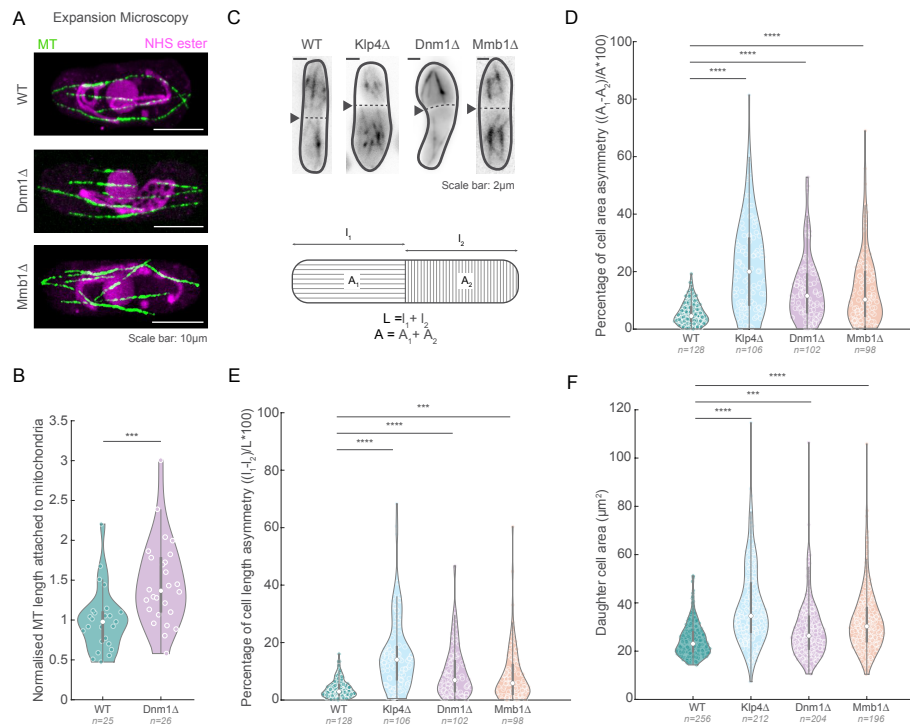 A
Expansion Microscopy
MT NHS ester
WT
Dnm1Δ
Mmb1Δ
Scale bar: 10µm
B
Normalised MT length attached to mitochondria
3.5
3
2.5
2
1.5
1
0.5
0
***
WT Dnm1Δ
n=25 n=26
C
WT Klp4Δ Dnm1Δ Mmb1Δ
Scale bar: 2µm
l1 l2
A1 A2
L =l1+ l2
A = A1 + A2
D
Percentage of cell area asymmetry ((A1-A2)/A*100)
100
80
60
40
20
0
****
****
****
WT Klp4Δ Dnm1Δ Mmb1Δ
n=128 n=106 n=102 n=98
E
Percentage of cell length asymmetry ((l1-l2)/L*100)
100
80
60
40
20
0
***
****
****
WT Klp4Δ Dnm1Δ Mmb1Δ
n=128 n=106 n=102 n=98
F
Daughter cell area (µm²)
120
100
80
60
40
20
0
****
***
****
WT Klp4Δ Dnm1Δ Mmb1Δ
n=256 n=212 n=204 n=196